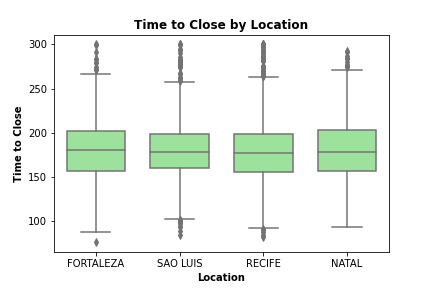 Time to Close by Location
Time to Close
300
250
200
150
100
FORTALEZA SAO LUIS RECIFE NATAL
Location